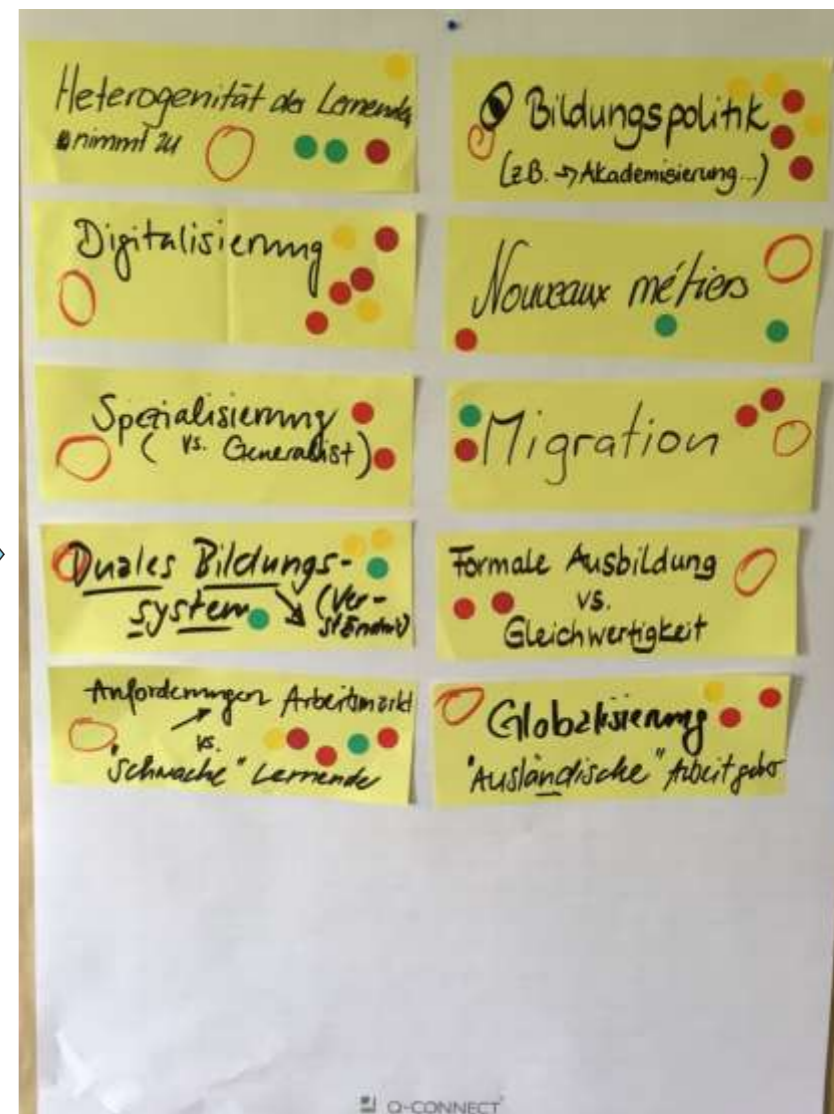 Heterogenität der Lernenden
nimmt zu
Digitalisierung
Spezialisierung
( vs. Generalist)
Duales Bildungs-
system (Ver-
ständnis)
Anforderungen Arbeitsmarkt
vs.
"Schwache" Lernende
Bildungspolitik
(z.B. → Akademisierung...)
Nouveaux métiers
Migration
Formale Ausbildung
vs.
Gleichwertigkeit
Globalisierung
"Ausländische" Arbeitgeber
Q-CONNECT